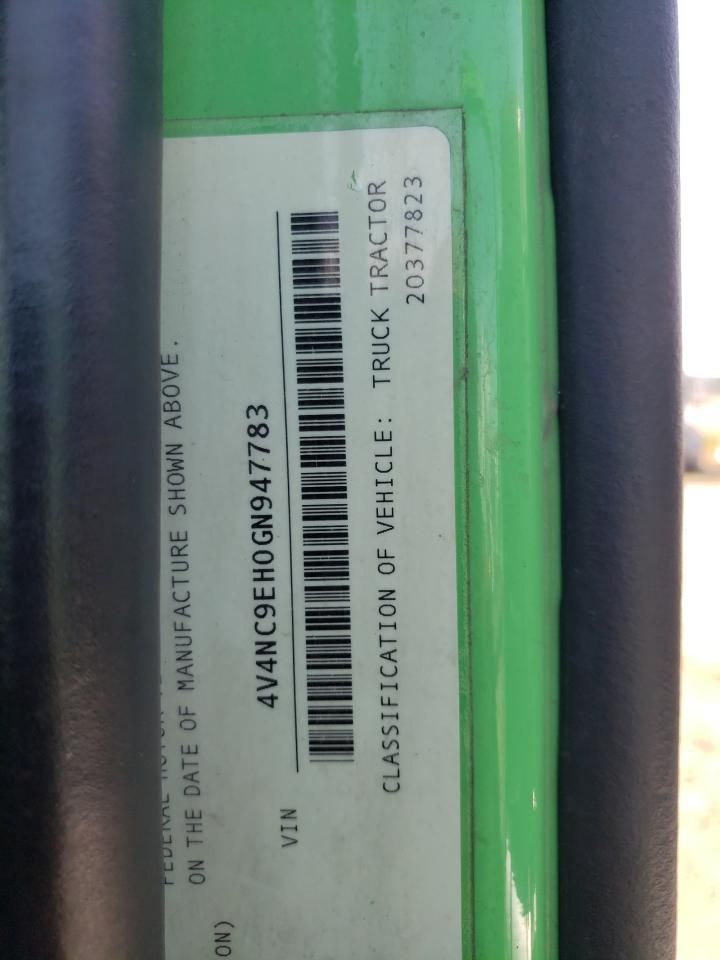 ON)
ON THE DATE OF MANUFACTURE SHOWN ABOVE.
4V4NC9EH0GN947783
VIN
CLASSIFICATION OF VEHICLE: TRUCK TRACTOR
20377823